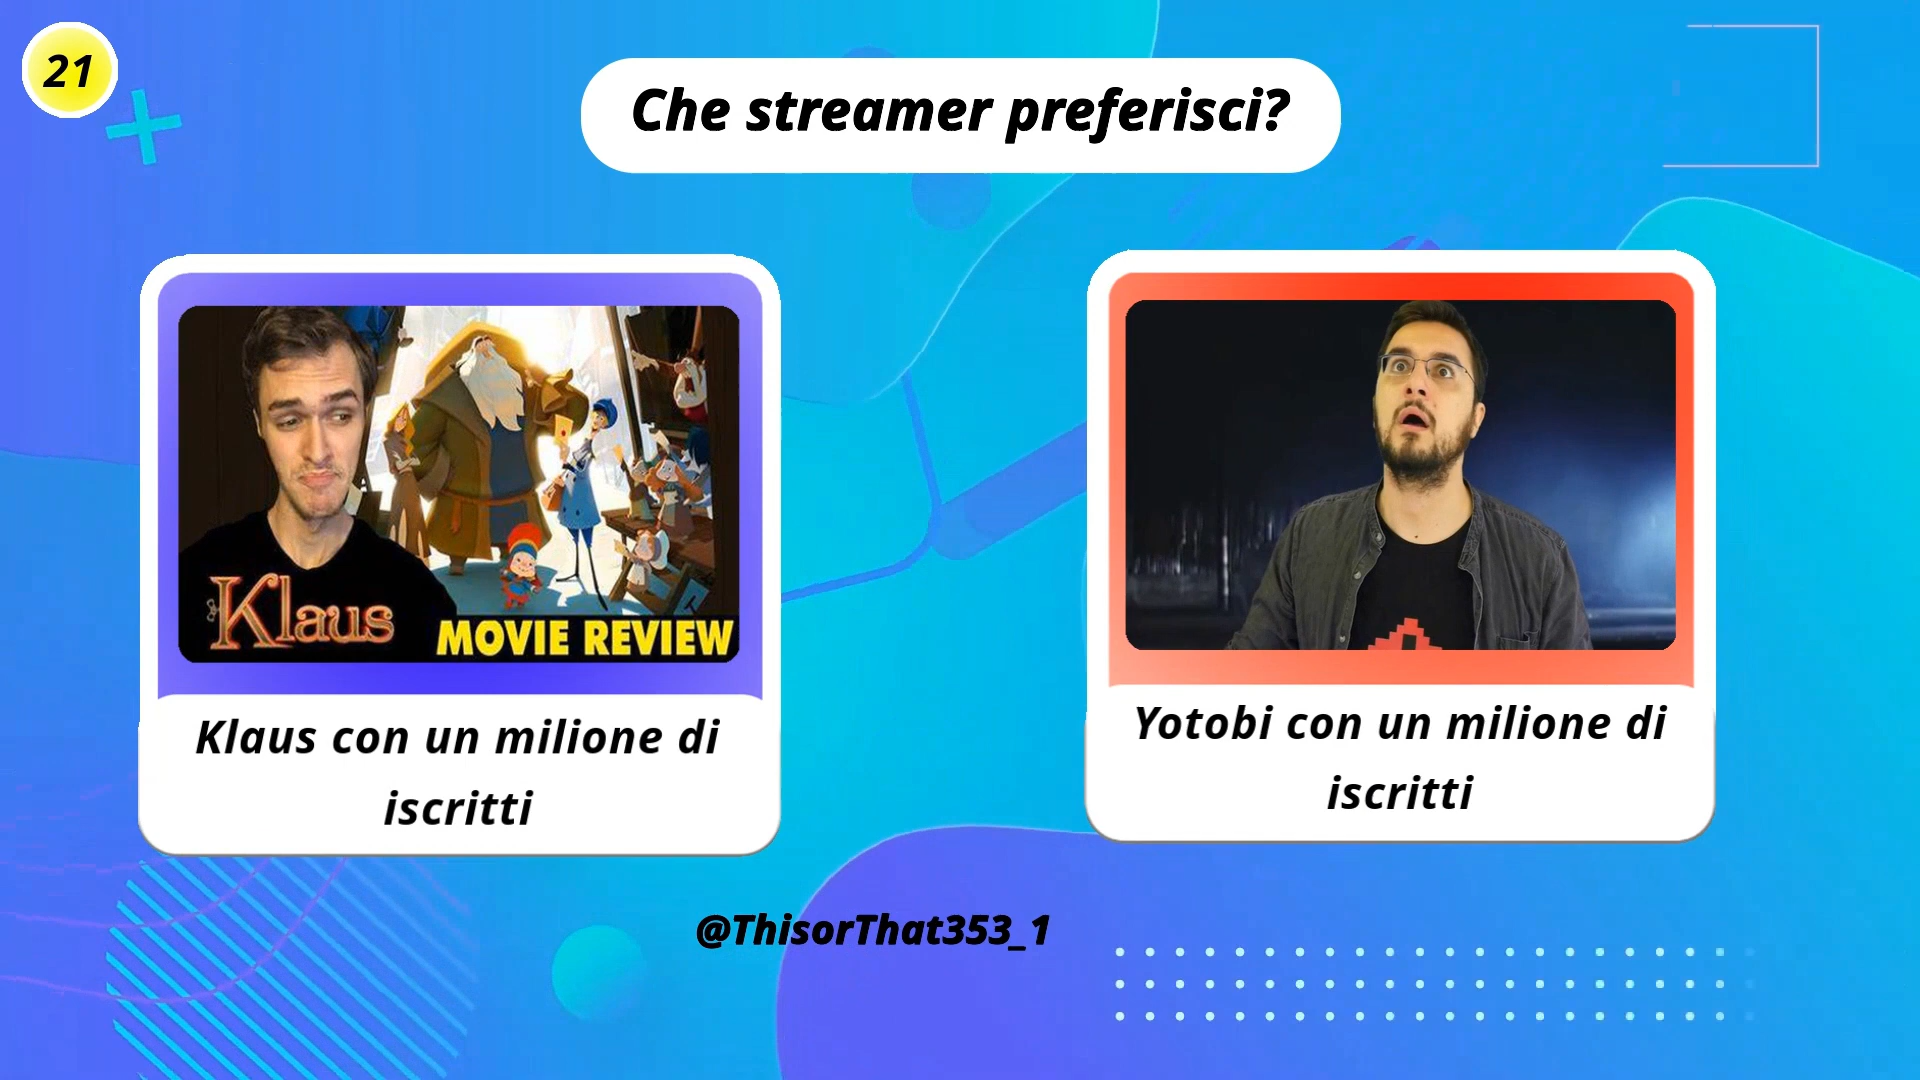 21
Che streamer preferisci?
Klaus
MOVIE REVIEW
Klaus con un milione di
iscritti
Yotobi con un milione di
iscritti
@ThisorThat353_1